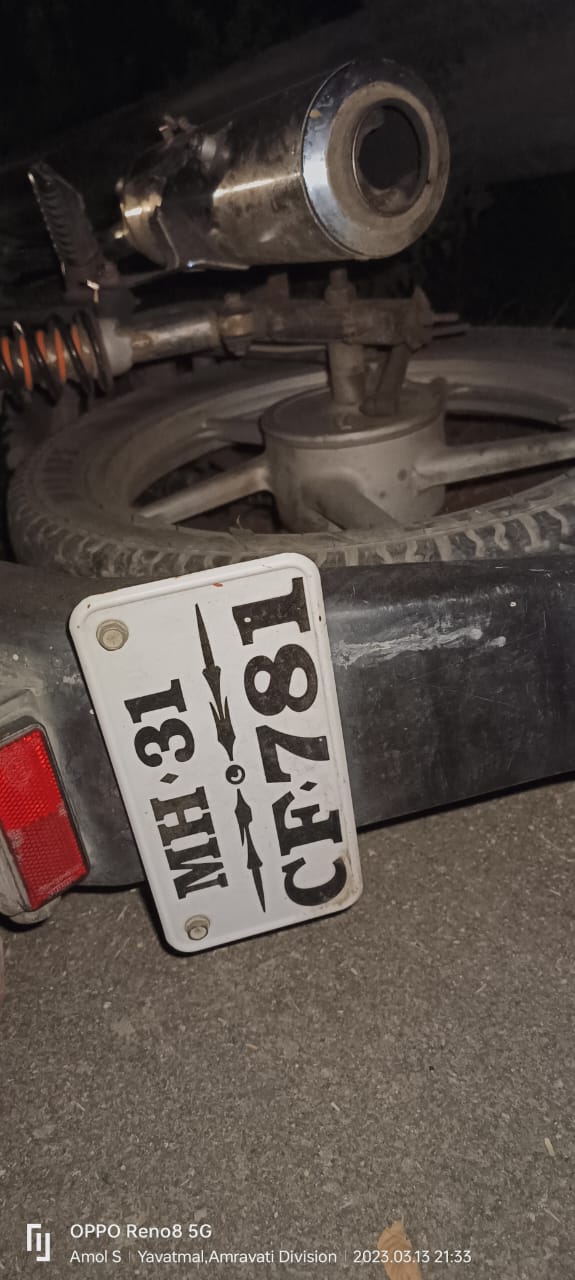 MH·31
CF·781
OPPO Reno8 5G
Amol S | Yavatmal,Amravati Division | 2023.03.13 21:33